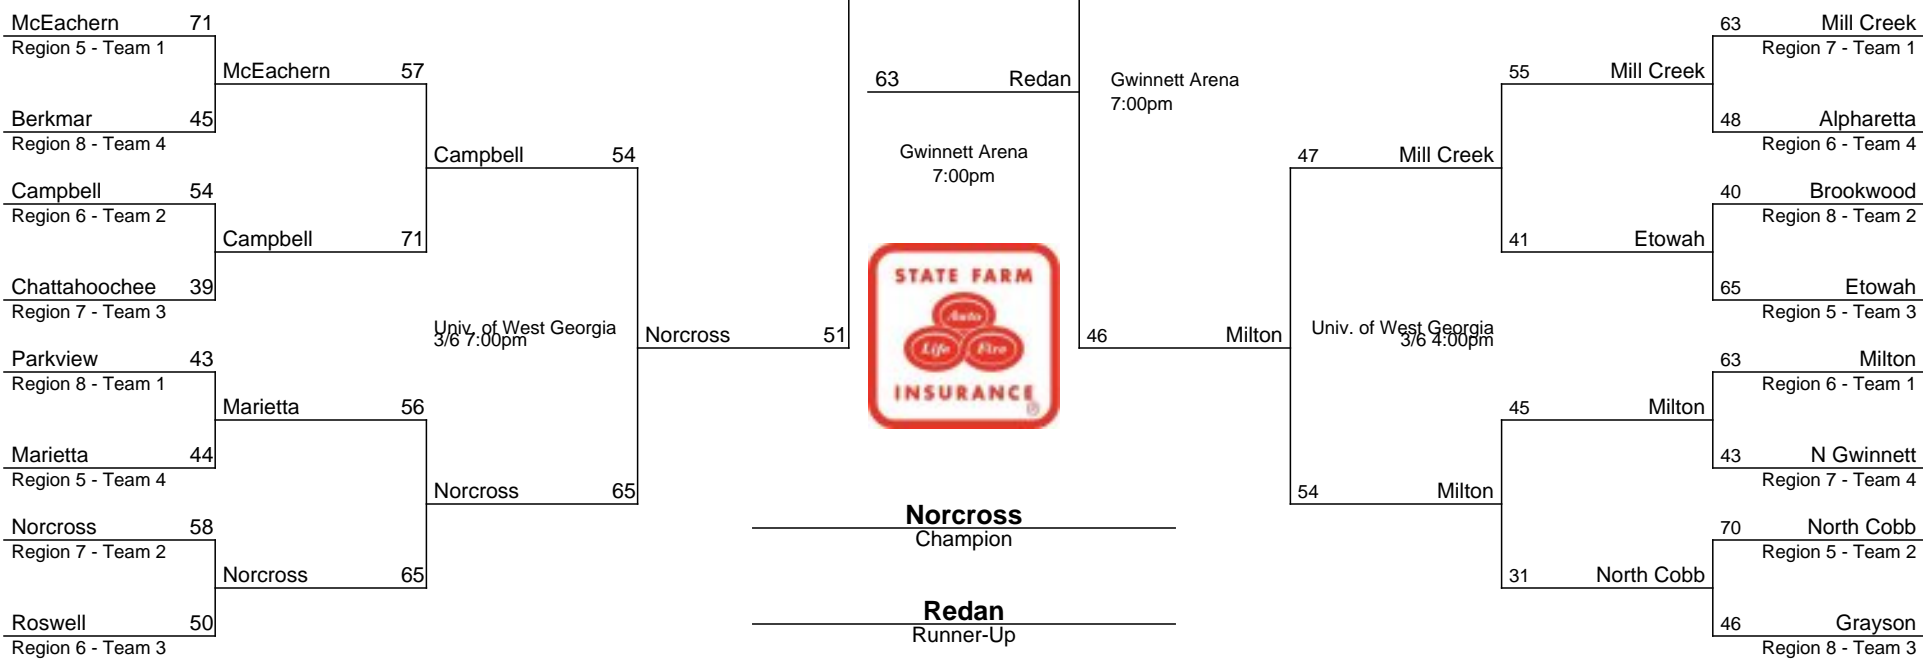 McEachern 71
Region 5 - Team 1
McEachern 57
Berkmar 45
Region 8 - Team 4
Campbell 54
Campbell 54
Region 6 - Team 2
Campbell 71
Chattahoochee 39
Region 7 - Team 3
Univ. of West Georgia
3/6 7:00pm
Norcross 51
Parkview 43
Region 8 - Team 1
Marietta 56
Marietta 44
Region 5 - Team 4
Norcross 65
Norcross 58
Region 7 - Team 2
Norcross 65
Roswell 50
Region 6 - Team 3
63 Redan
Gwinnett Arena
7:00pm
Gwinnett Arena
7:00pm
STATE FARM
Auto
Life Fire
INSURANCE
®
Norcross
Champion
Redan
Runner-Up
63 Mill Creek
Region 7 - Team 1
55 Mill Creek
48 Alpharetta
Region 6 - Team 4
47 Mill Creek
40 Brookwood
Region 8 - Team 2
41 Etowah
65 Etowah
Region 5 - Team 3
46 Milton
Univ. of West Georgia
3/6 4:00pm
63 Milton
Region 6 - Team 1
45 Milton
43 N Gwinnett
Region 7 - Team 4
54 Milton
70 North Cobb
Region 5 - Team 2
31 North Cobb
46 Grayson
Region 8 - Team 3